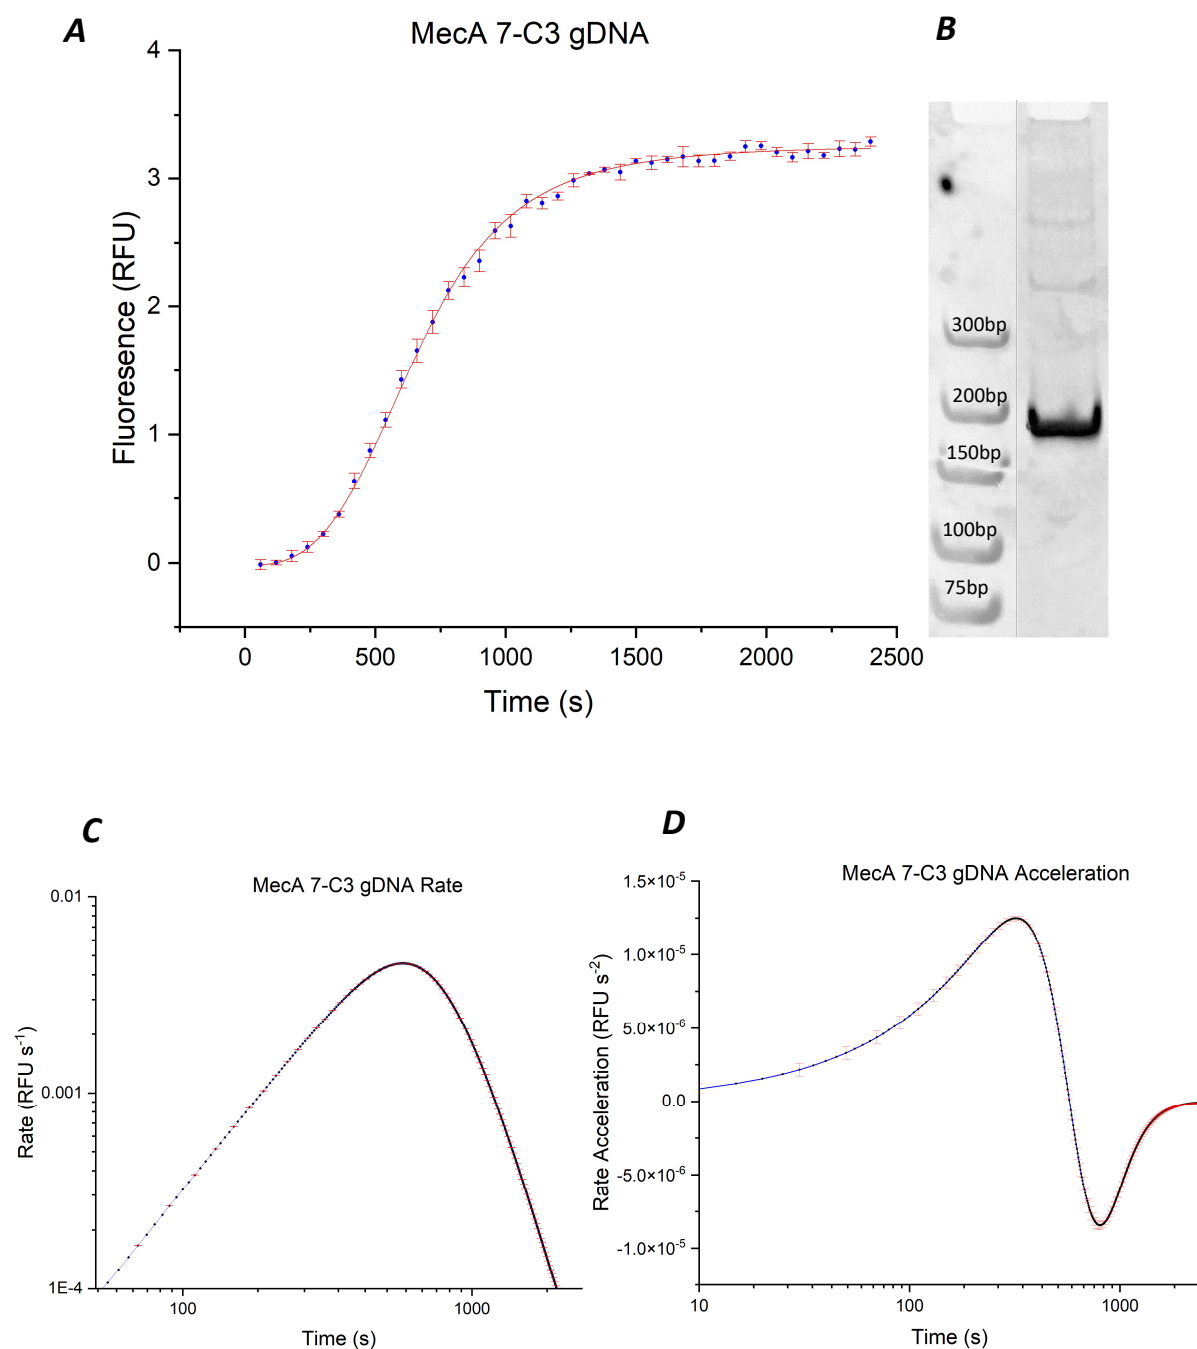 A
MecA 7-C3 gDNA
B
4
3
2
1
0
Fluoresence (RFU)
0 500 1000 1500 2000 2500
Time (s)
300bp
200bp
150bp
100bp
75bp
C
MecA 7-C3 gDNA Rate
0.01
0.001
1E-4
Rate (RFU s⁻¹)
100 1000
Time (s)
D
MecA 7-C3 gDNA Acceleration
1.5×10⁻⁵
1.0×10⁻⁵
5.0×10⁻⁶
0.0
-5.0×10⁻⁶
-1.0×10⁻⁵
Rate Acceleration (RFU s⁻²)
10 100 1000
Time (s)